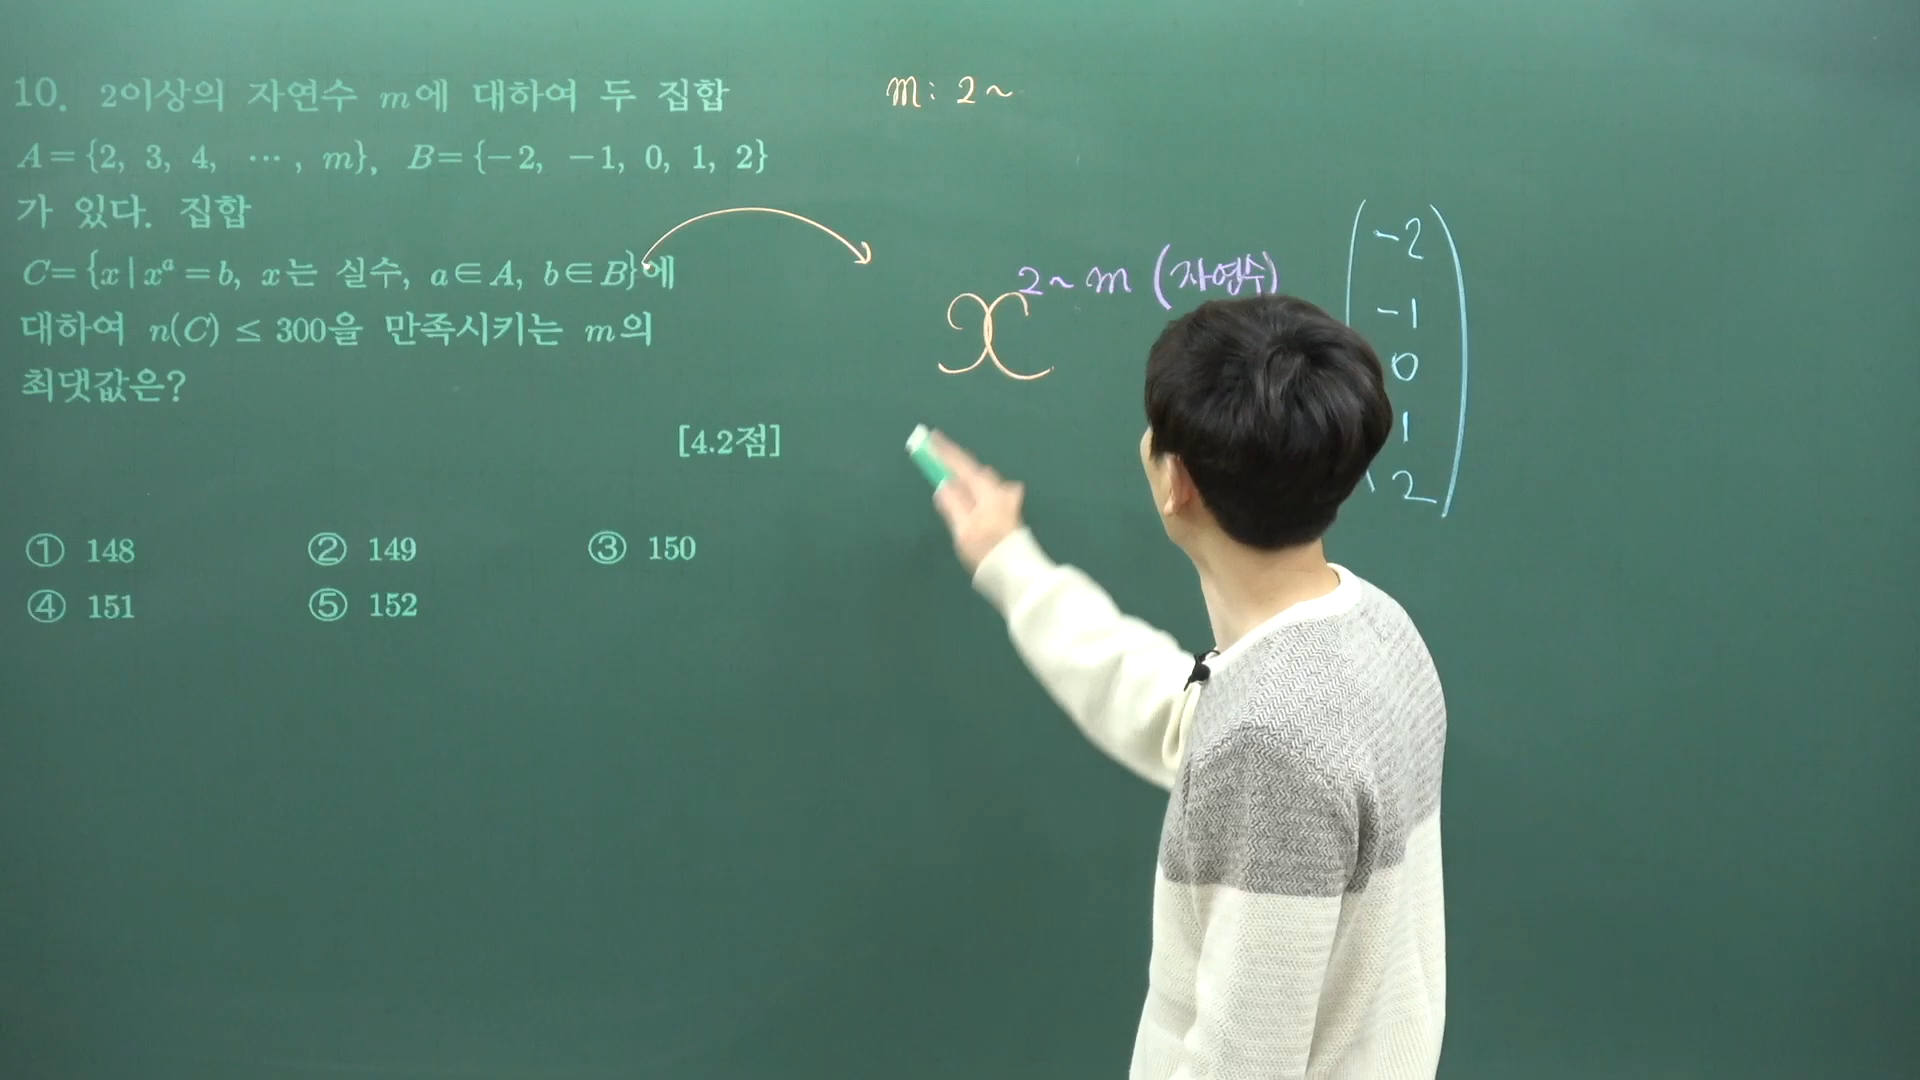 10. 2이상의 자연수 m에 대하여 두 집합
A={2, 3, 4, ⋯, m}, B={−2, −1, 0, 1, 2}
가 있다. 집합
C={x|xᵃ=b, x는 실수, a∈A, b∈B}에
대하여 n(C) ≤ 300을 만족시키는 m의
최댓값은?
[4.2점]
① 148 ② 149 ③ 150
④ 151 ⑤ 152
m: 2~
x 2~m (자연수)
-2
-1
0
1
2